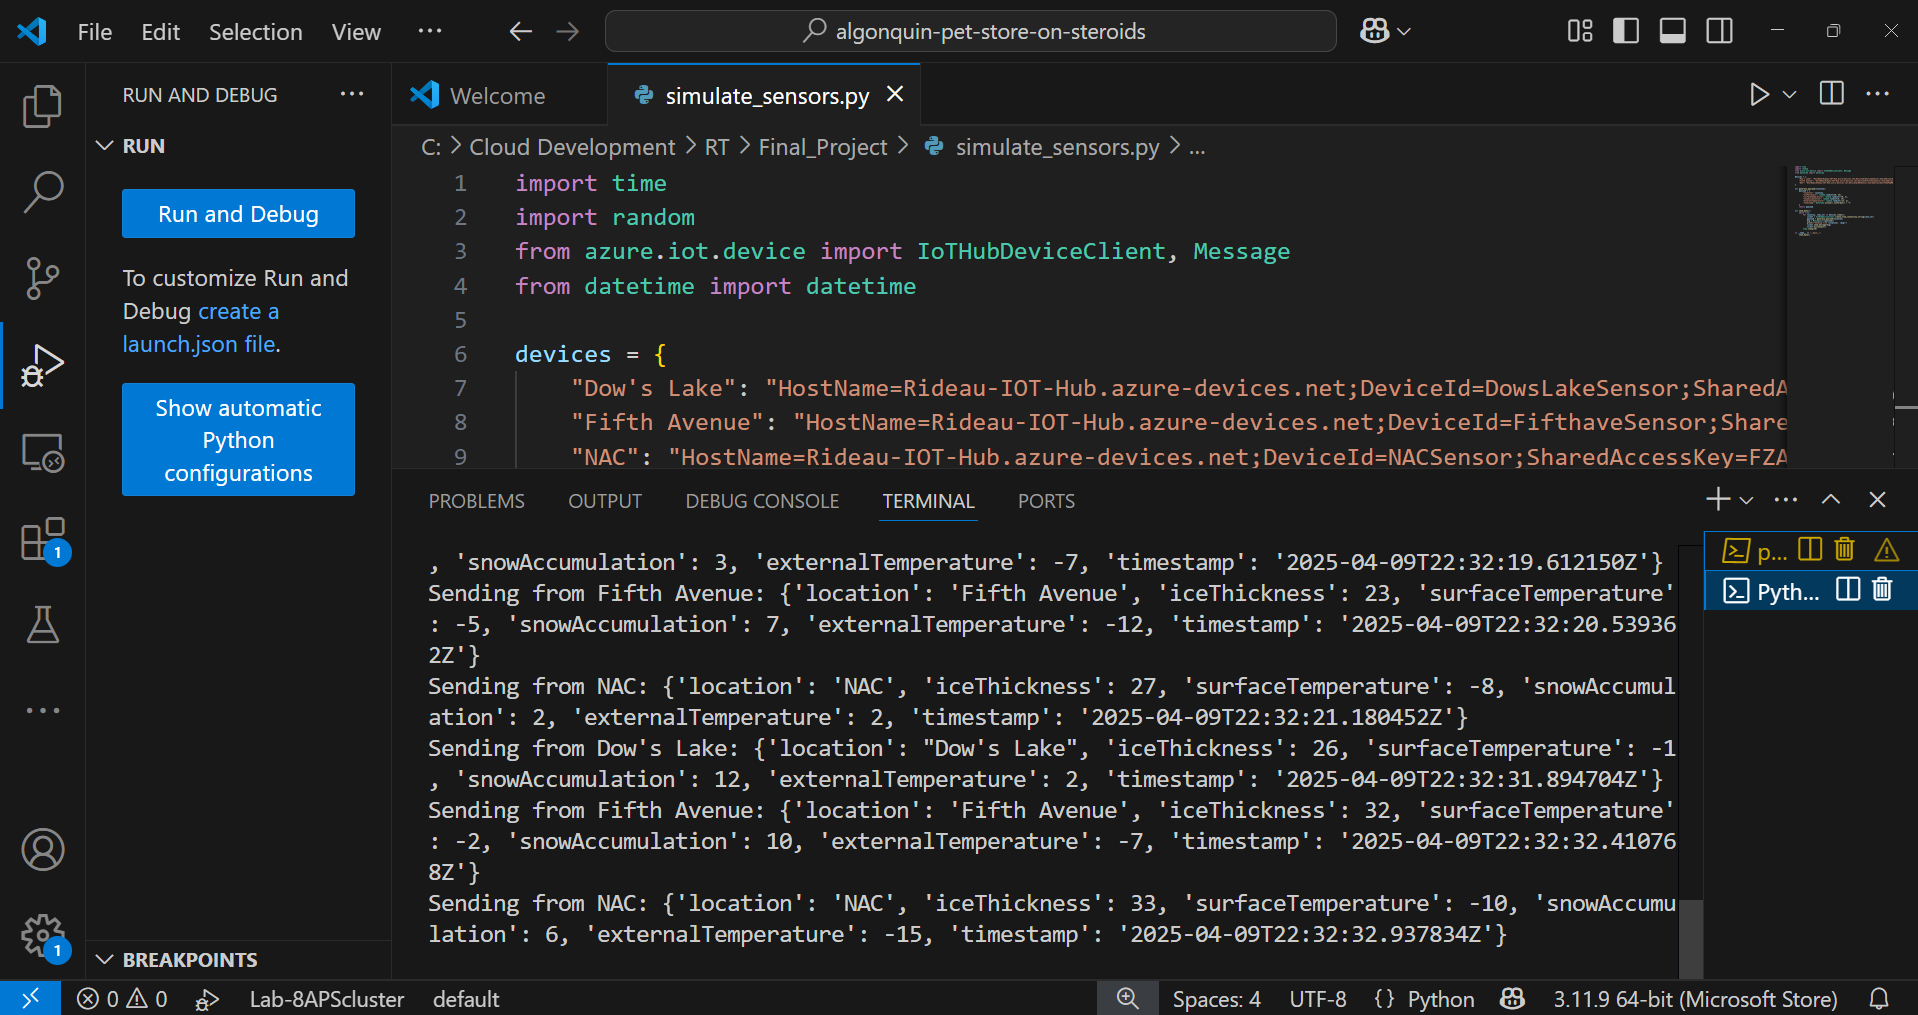 File Edit Selection View ··· algonquin-pet-store-on-steroids
RUN AND DEBUG ···
RUN
Run and Debug
To customize Run and
Debug create a
launch.json file.
Show automatic
Python
configurations
BREAKPOINTS
Welcome simulate_sensors.py
C: > Cloud Development > RT > Final_Project > simulate_sensors.py > ...
1 import time
2 import random
3 from azure.iot.device import IoTHubDeviceClient, Message
4 from datetime import datetime
5
6 devices = {
7 "Dow's Lake": "HostName=Rideau-IOT-Hub.azure-devices.net;DeviceId=DowsLakeSensor;SharedA
8 "Fifth Avenue": "HostName=Rideau-IOT-Hub.azure-devices.net;DeviceId=FifthaveSensor;Share
9 "NAC": "HostName=Rideau-IOT-Hub.azure-devices.net;DeviceId=NACSensor;SharedAccessKey=FZA
PROBLEMS OUTPUT DEBUG CONSOLE TERMINAL PORTS
, 'snowAccumulation': 3, 'externalTemperature': -7, 'timestamp': '2025-04-09T22:32:19.612150Z'}
Sending from Fifth Avenue: {'location': 'Fifth Avenue', 'iceThickness': 23, 'surfaceTemperature'
: -5, 'snowAccumulation': 7, 'externalTemperature': -12, 'timestamp': '2025-04-09T22:32:20.53936
2Z'}
Sending from NAC: {'location': 'NAC', 'iceThickness': 27, 'surfaceTemperature': -8, 'snowAccumul
ation': 2, 'externalTemperature': 2, 'timestamp': '2025-04-09T22:32:21.180452Z'}
Sending from Dow's Lake: {'location': "Dow's Lake", 'iceThickness': 26, 'surfaceTemperature': -1
, 'snowAccumulation': 12, 'externalTemperature': 2, 'timestamp': '2025-04-09T22:32:31.894704Z'}
Sending from Fifth Avenue: {'location': 'Fifth Avenue', 'iceThickness': 32, 'surfaceTemperature'
: -2, 'snowAccumulation': 10, 'externalTemperature': -7, 'timestamp': '2025-04-09T22:32:32.41076
8Z'}
Sending from NAC: {'location': 'NAC', 'iceThickness': 33, 'surfaceTemperature': -10, 'snowAccumu
lation': 6, 'externalTemperature': -15, 'timestamp': '2025-04-09T22:32:32.937834Z'}
p...
Pyth...
1
1
0 0 Lab-8APScluster default Spaces: 4 UTF-8 {} Python 3.11.9 64-bit (Microsoft Store)